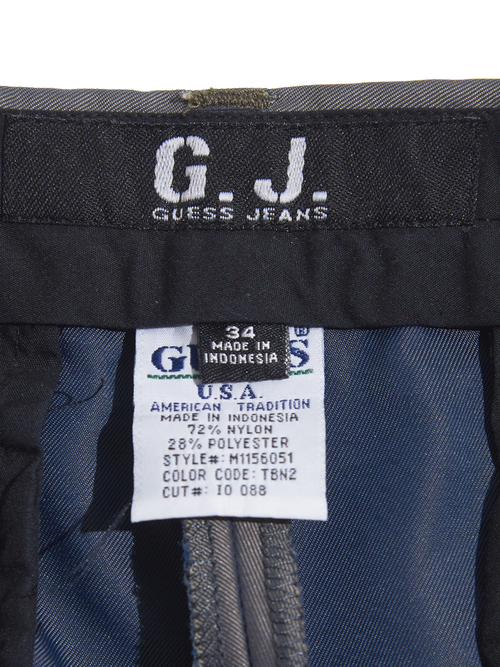 G. J.
GUESS JEANS
34
MADE IN
INDONESIA
®
U.S.A.
AMERICAN TRADITION
MADE IN INDONESIA
72% NYLON
28% POLYESTER
STYLE#: M1156051
COLOR CODE: TBN2
CUT#: IO 088